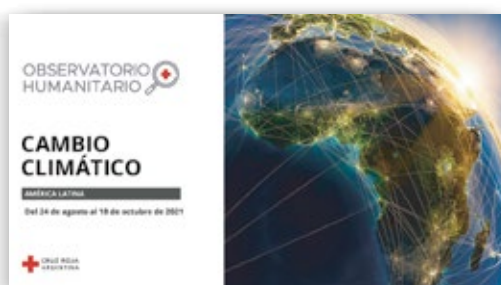 OBSERVATORIO
HUMANITARIO
CAMBIO
CLIMÁTICO
AMÉRICA LATINA
Del 24 de agosto al 18 de octubre de 2021
CRUZ ROJA
ARGENTINA